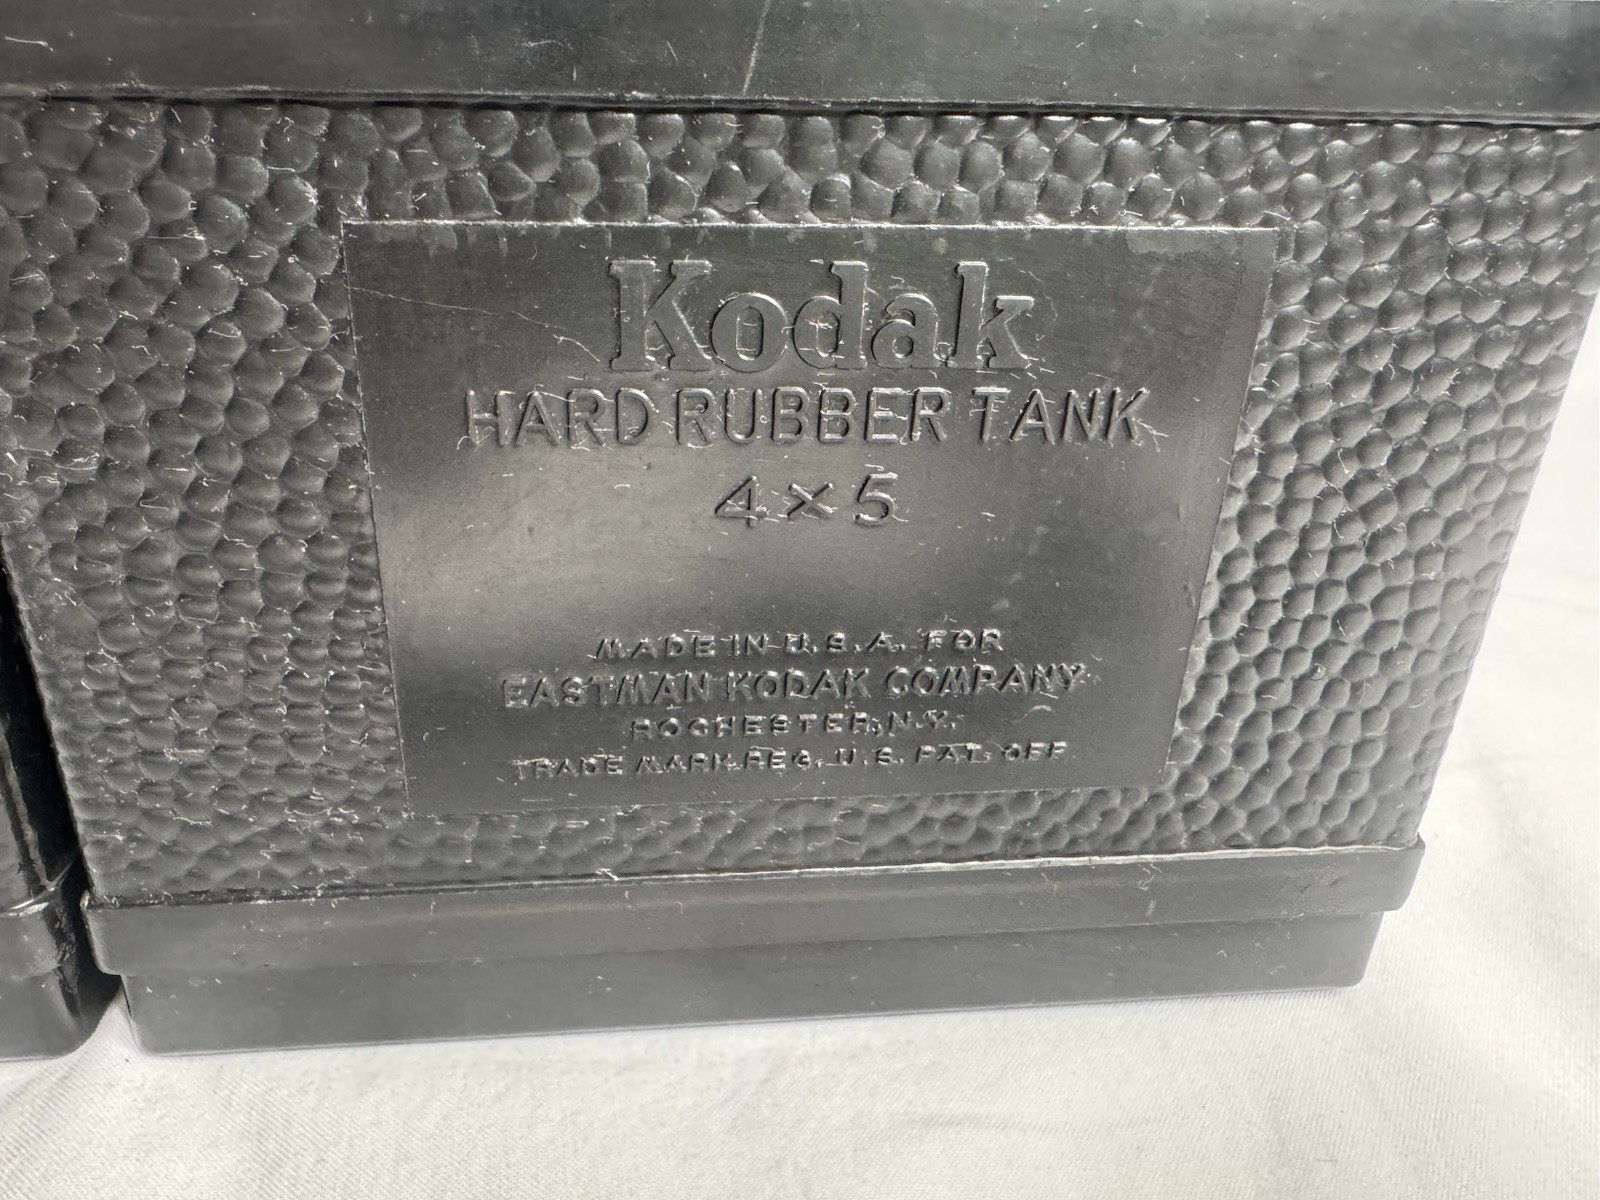 Kodak
HARD RUBBER TANK
4×5
MADE IN U.S.A. FOR
EASTMAN KODAK COMPANY
ROCHESTER, N.Y.
TRADE MARK REG. U.S. PAT. OFF.